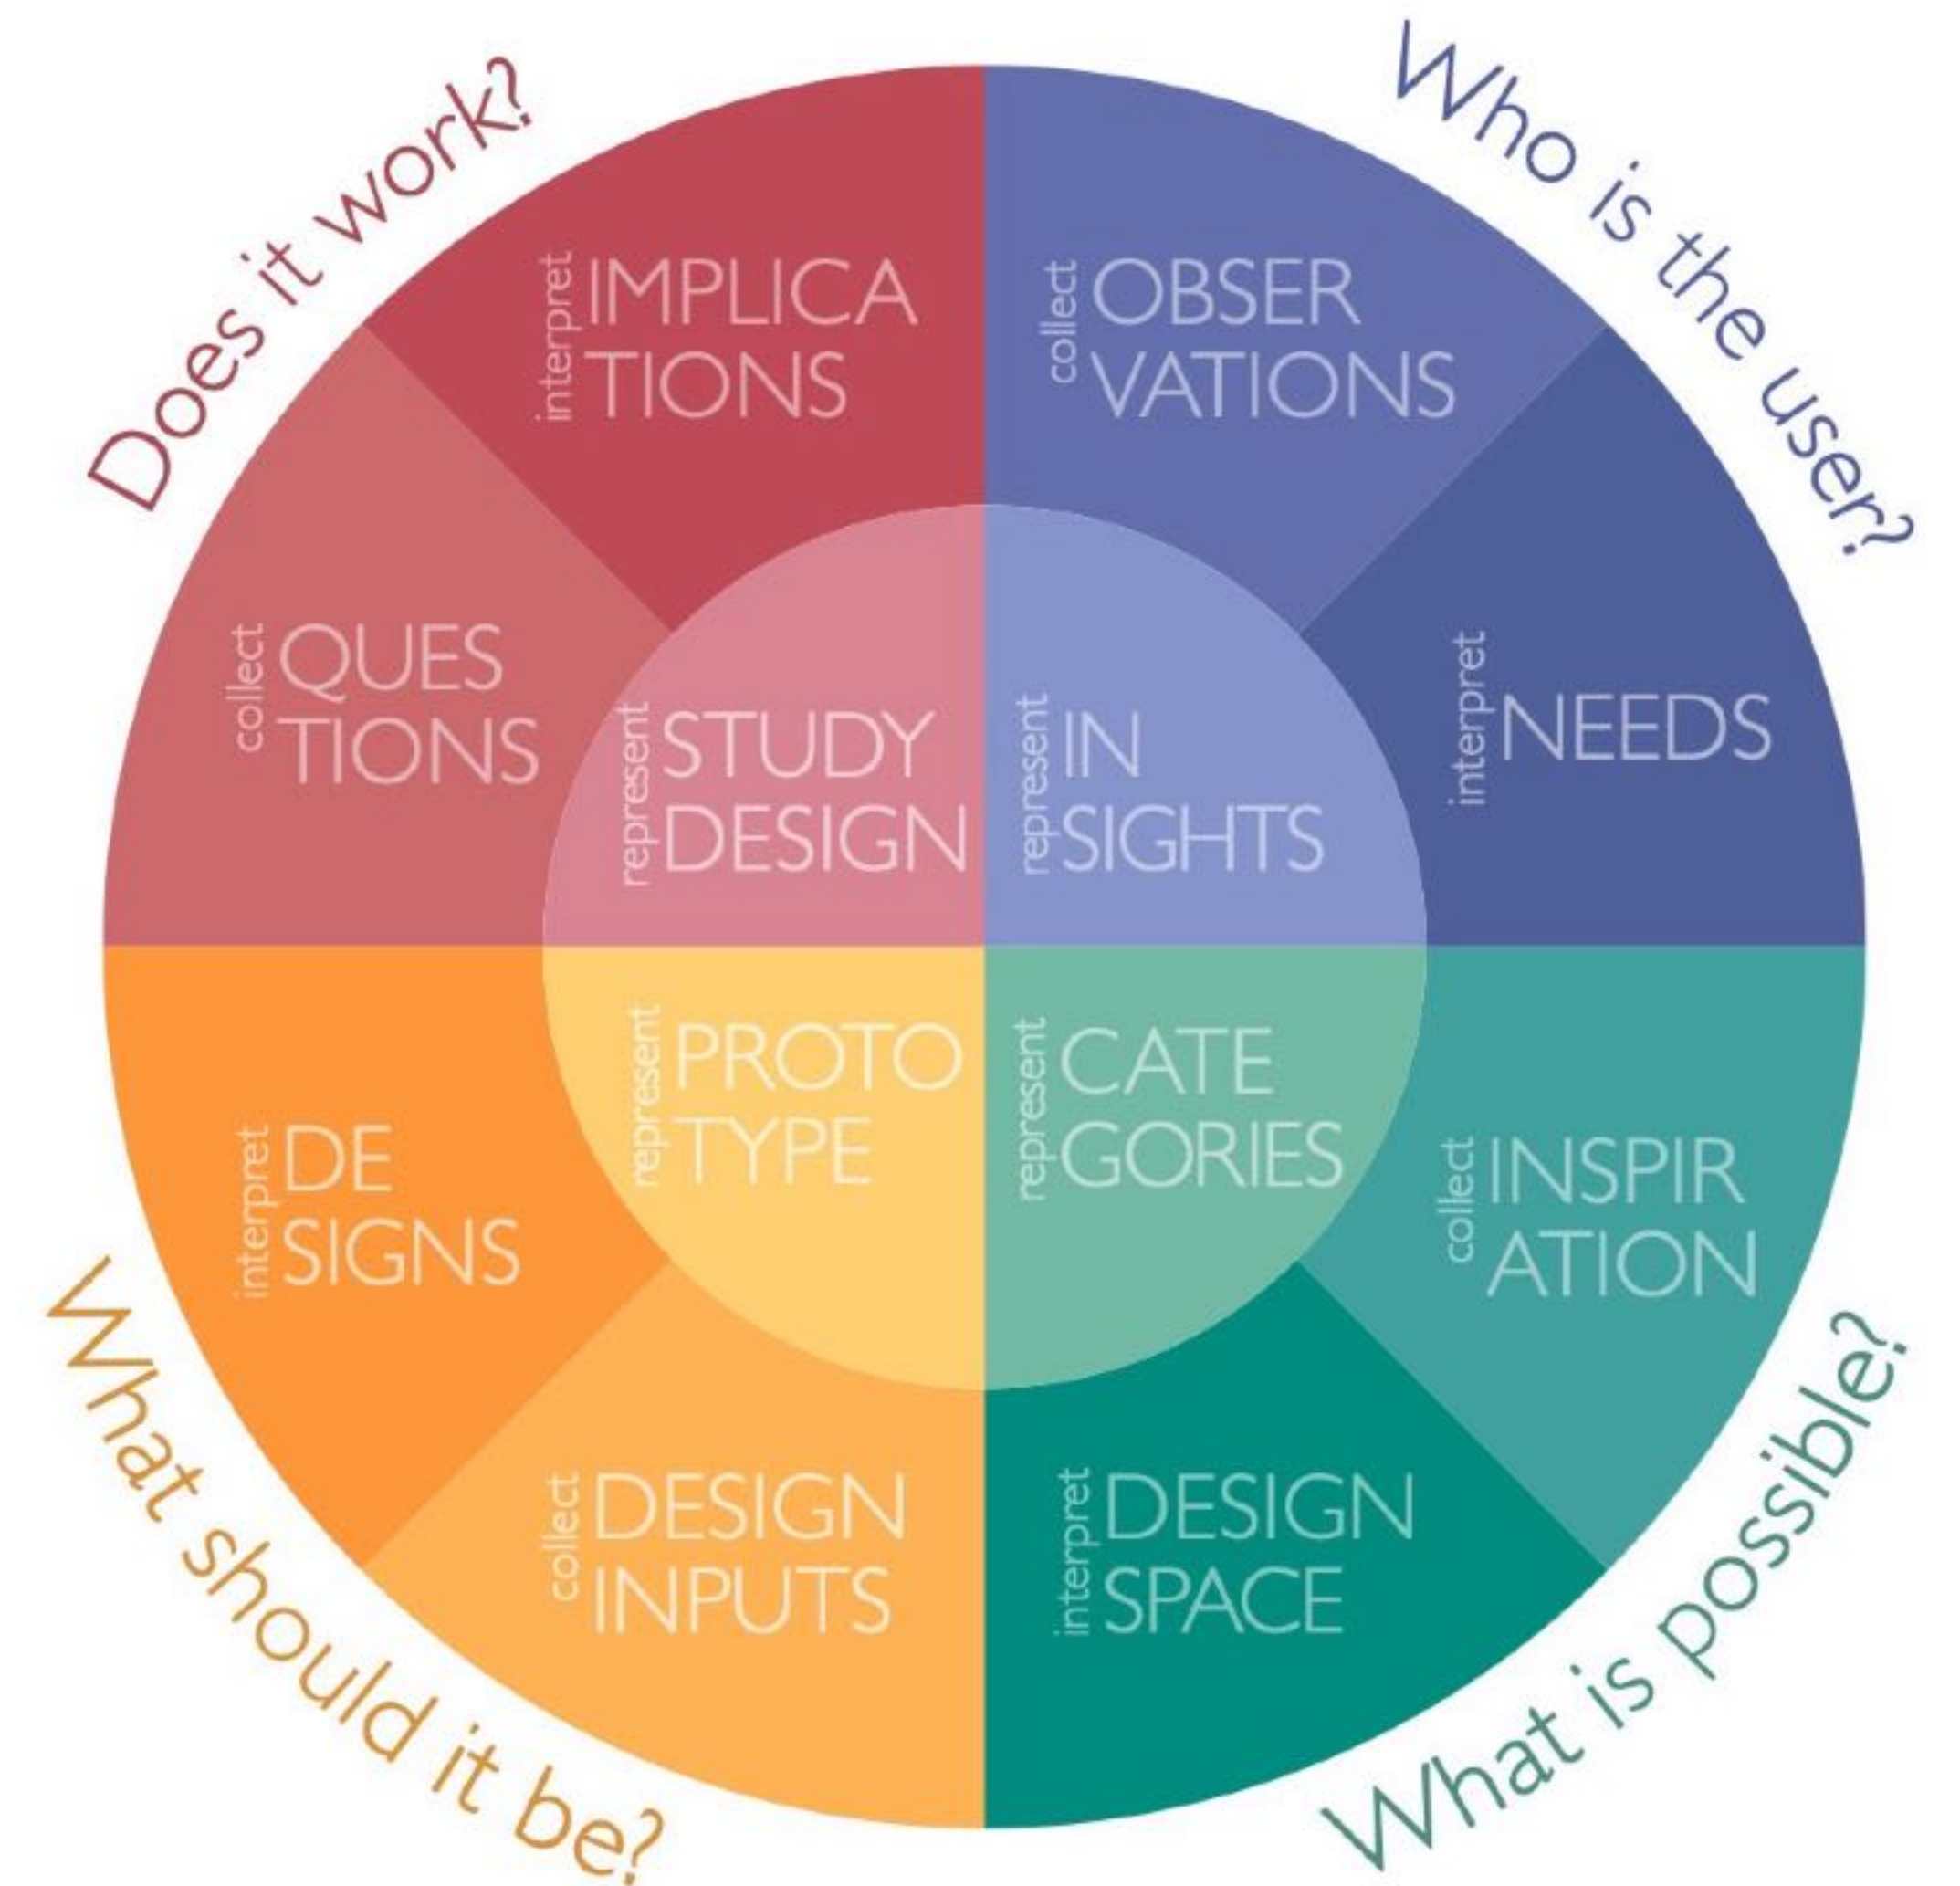 Does it work?
Who is the user?
interpret
IMPLICA
TIONS
collect
OBSER
VATIONS
collect
QUES
TIONS
represent
STUDY
DESIGN
represent
IN
SIGHTS
interpret
NEEDS
interpret
DE
SIGNS
represent
PROTO
TYPE
represent
CATE
GORIES
collect
INSPIR
ATION
collect
DESIGN
INPUTS
interpret
DESIGN
SPACE
What should it be?
What is possible?